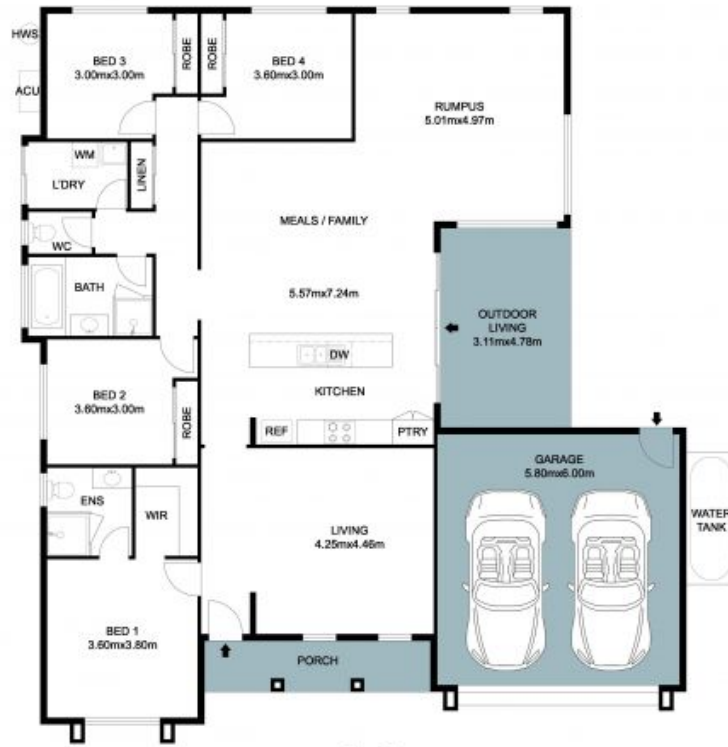 HWS
BED 3
3.00mx3.00m
ROBE
ROBE
BED 4
3.60mx3.00m
ACU
RUMPUS
5.01mx4.97m
WM
L'DRY
LINEN
WC
MEALS / FAMILY
BATH
5.57mx7.24m
OUTDOOR
LIVING
3.11mx4.78m
DW
KITCHEN
BED 2
3.60mx3.00m
ROBE
REF
PTRY
GARAGE
5.80mx6.00m
ENS
WIR
LIVING
4.25mx4.46m
WATER
TANK
BED 1
3.60mx3.80m
PORCH